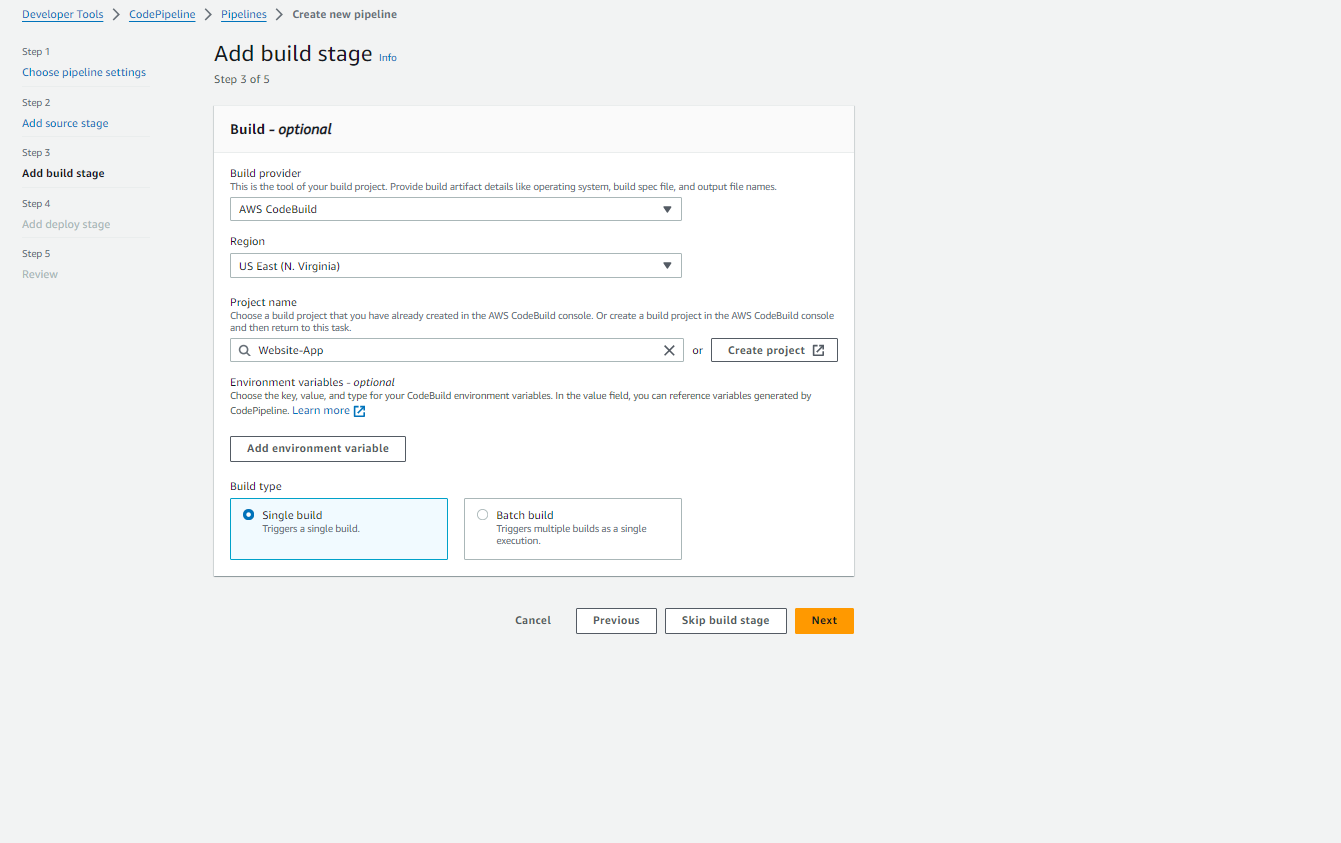 Developer Tools > CodePipeline > Pipelines > Create new pipeline
Step 1
Choose pipeline settings
Step 2
Add source stage
Step 3
Add build stage
Step 4
Add deploy stage
Step 5
Review
Add build stage Info
Step 3 of 5
Build - optional
Build provider
This is the tool of your build project. Provide build artifact details like operating system, build spec file, and output file names.
AWS CodeBuild
Region
US East (N. Virginia)
Project name
Choose a build project that you have already created in the AWS CodeBuild console. Or create a build project in the AWS CodeBuild console
and then return to this task.
Website-App or Create project
Environment variables - optional
Choose the key, value, and type for your CodeBuild environment variables. In the value field, you can reference variables generated by
CodePipeline. Learn more
Add environment variable
Build type
Single build
Triggers a single build.
Batch build
Triggers multiple builds as a single
execution.
Cancel Previous Skip build stage Next